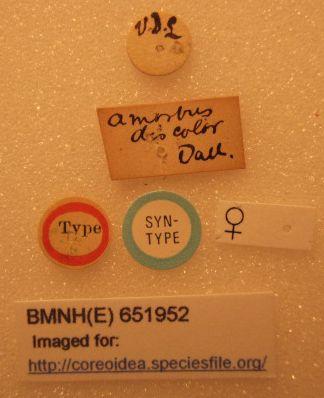 V.D.L
Amorbus
discolor
Dall.
Type
SYN-
TYPE
♀
BMNH(E) 651952
Imaged for:
http://coreoidea.speciesfile.org/